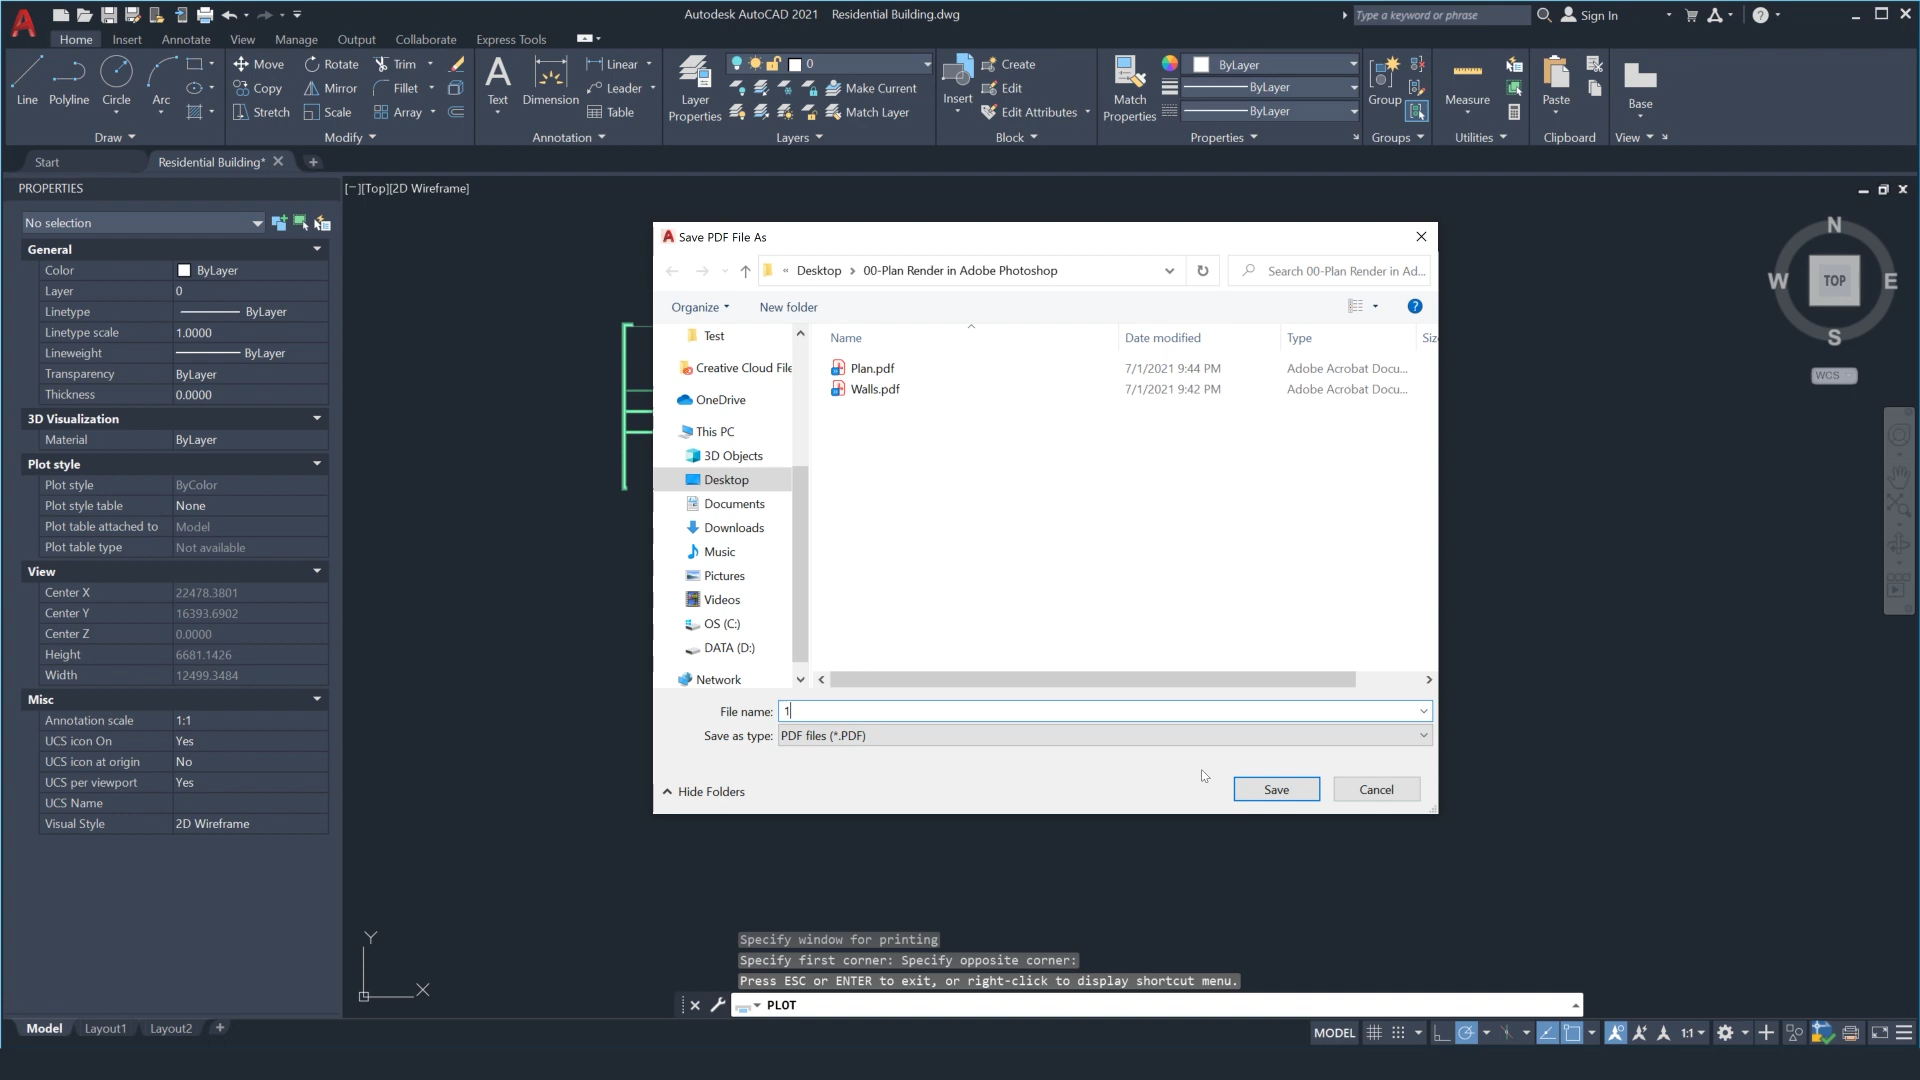 Autodesk AutoCAD 2021 Residential Building.dwg
Type a keyword or phrase
Sign In
Home Insert Annotate View Manage Output Collaborate Express Tools
Line Polyline Circle Arc
Move Rotate Trim
Copy Mirror Fillet
Stretch Scale Array
Text Dimension
Linear
Leader
Table
Layer Properties
0
Make Current
Match Layer
Insert
Create
Edit
Edit Attributes
Match Properties
ByLayer
ByLayer
ByLayer
Group
Measure
Paste
Base
Draw Modify Annotation Layers Block Properties Groups Utilities Clipboard View
Start Residential Building*
PROPERTIES
[−][Top][2D Wireframe]
No selection
General
Color ByLayer
Layer 0
Linetype ByLayer
Linetype scale 1.0000
Lineweight ByLayer
Transparency ByLayer
Thickness 0.0000
3D Visualization
Material ByLayer
Plot style
Plot style ByColor
Plot style table None
Plot table attached to Model
Plot table type Not available
View
Center X 22478.3801
Center Y 16393.6902
Center Z 0.0000
Height 6681.1426
Width 12499.3484
Misc
Annotation scale 1:1
UCS icon On Yes
UCS icon at origin No
UCS per viewport Yes
UCS Name
Visual Style 2D Wireframe
Save PDF File As
« Desktop > 00-Plan Render in Adobe Photoshop
Search 00-Plan Render in Ad...
Organize New folder
Test
Creative Cloud File
OneDrive
This PC
3D Objects
Desktop
Documents
Downloads
Music
Pictures
Videos
OS (C:)
DATA (D:)
Network
Name Date modified Type Siz
Plan.pdf 7/1/2021 9:44 PM Adobe Acrobat Docu...
Walls.pdf 7/1/2021 9:42 PM Adobe Acrobat Docu...
File name: 1
Save as type: PDF files (*.PDF)
Hide Folders
Save Cancel
N
W TOP E
S
WCS
Y
X
Specify window for printing
Specify first corner: Specify opposite corner:
Press ESC or ENTER to exit, or right-click to display shortcut menu.
PLOT
Model Layout1 Layout2 +
MODEL 1:1